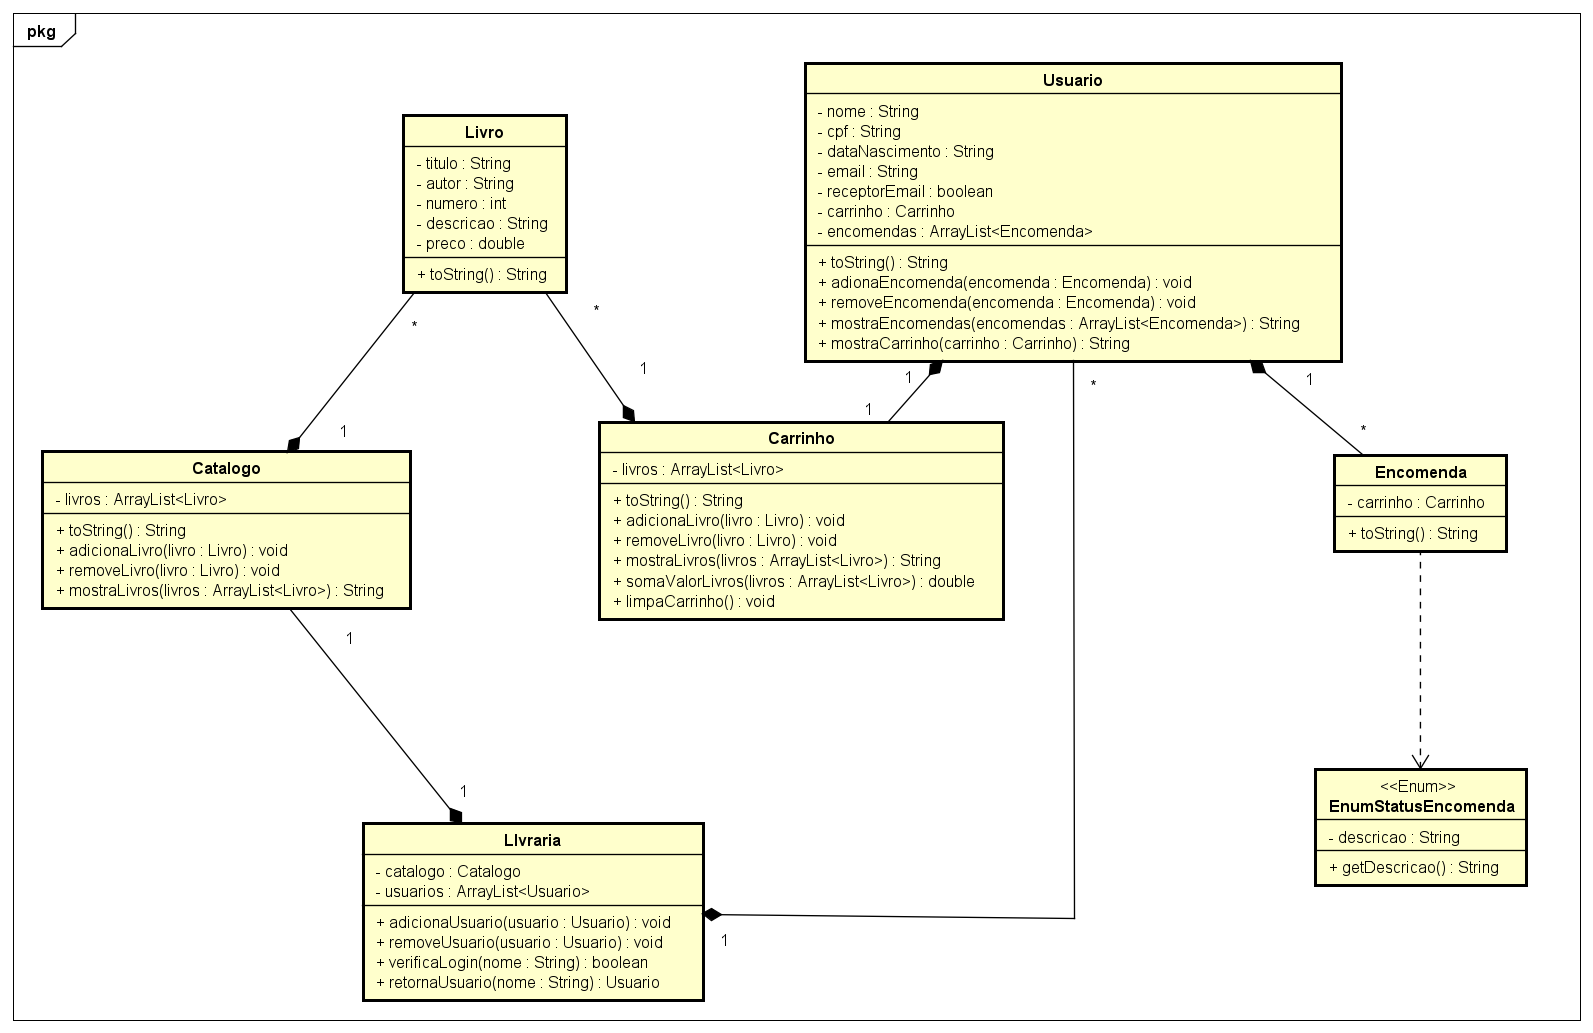 pkg
Livro
- titulo : String
- autor : String
- numero : int
- descricao : String
- preco : double
+ toString() : String
*
1
*
1
Usuario
- nome : String
- cpf : String
- dataNascimento : String
- email : String
- receptorEmail : boolean
- carrinho : Carrinho
- encomendas : ArrayList<Encomenda>
+ toString() : String
+ adionaEncomenda(encomenda : Encomenda) : void
+ removeEncomenda(encomenda : Encomenda) : void
+ mostraEncomendas(encomendas : ArrayList<Encomenda>) : String
+ mostraCarrinho(carrinho : Carrinho) : String
1
1
*
1
*
Catalogo
- livros : ArrayList<Livro>
+ toString() : String
+ adicionaLivro(livro : Livro) : void
+ removeLivro(livro : Livro) : void
+ mostraLivros(livros : ArrayList<Livro>) : String
1
1
Carrinho
- livros : ArrayList<Livro>
+ toString() : String
+ adicionaLivro(livro : Livro) : void
+ removeLivro(livro : Livro) : void
+ mostraLivros(livros : ArrayList<Livro>) : String
+ somaValorLivros(livros : ArrayList<Livro>) : double
+ limpaCarrinho() : void
Encomenda
- carrinho : Carrinho
+ toString() : String
LIvraria
- catalogo : Catalogo
- usuarios : ArrayList<Usuario>
+ adicionaUsuario(usuario : Usuario) : void
+ removeUsuario(usuario : Usuario) : void
+ verificaLogin(nome : String) : boolean
+ retornaUsuario(nome : String) : Usuario
1
<<Enum>>
EnumStatusEncomenda
- descricao : String
+ getDescricao() : String